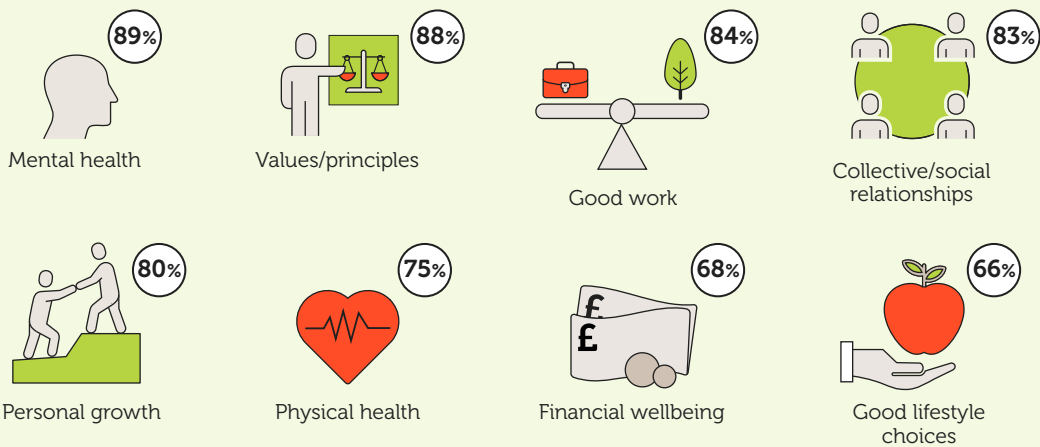 89%
Mental health
88%
Values/principles
84%
Good work
83%
Collective/social
relationships
80%
Personal growth
75%
Physical health
68%
£
£
Financial wellbeing
66%
Good lifestyle
choices